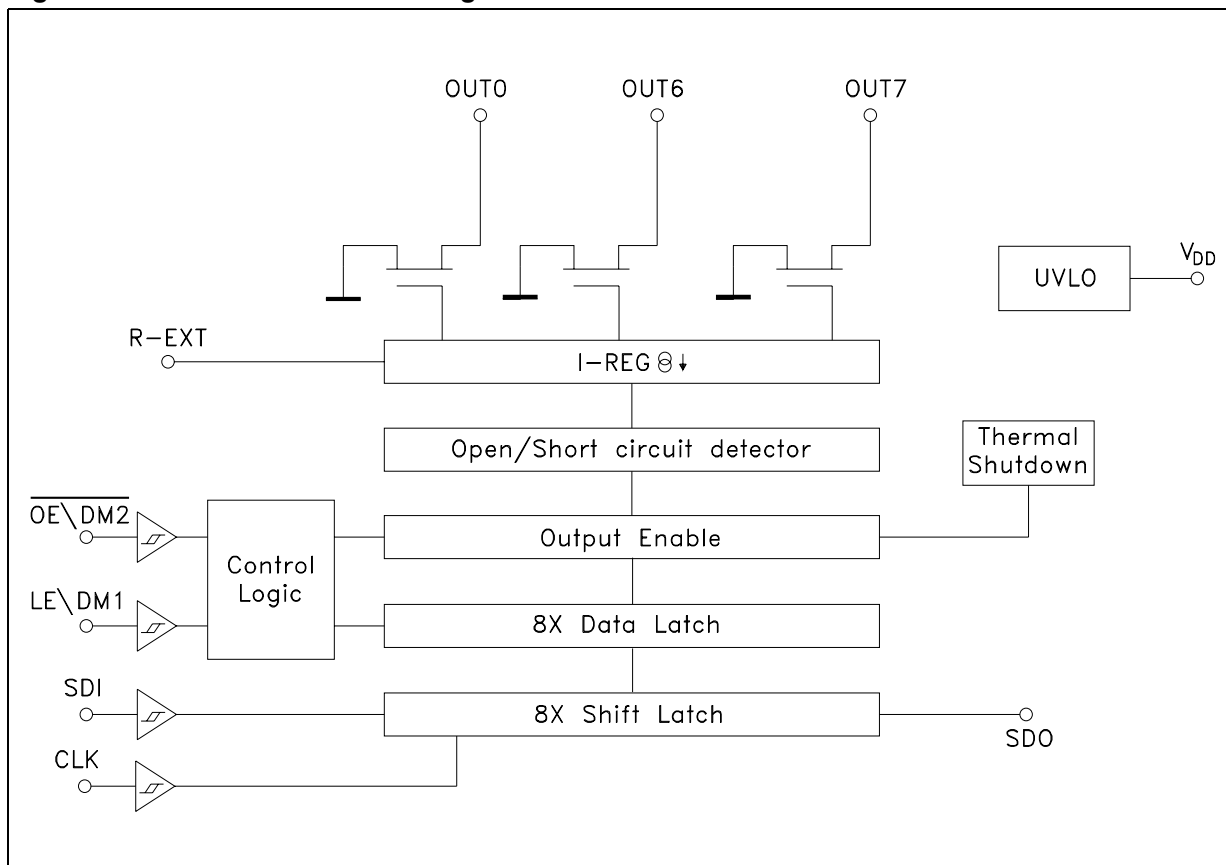 OUT0 OUT6 OUT7
UVLO
VDD
R-EXT
I-REG
Open/Short circuit detector
Thermal
Shutdown
OE\DM2
Output Enable
Control
Logic
LE\DM1
8X Data Latch
SDI
8X Shift Latch
SDO
CLK